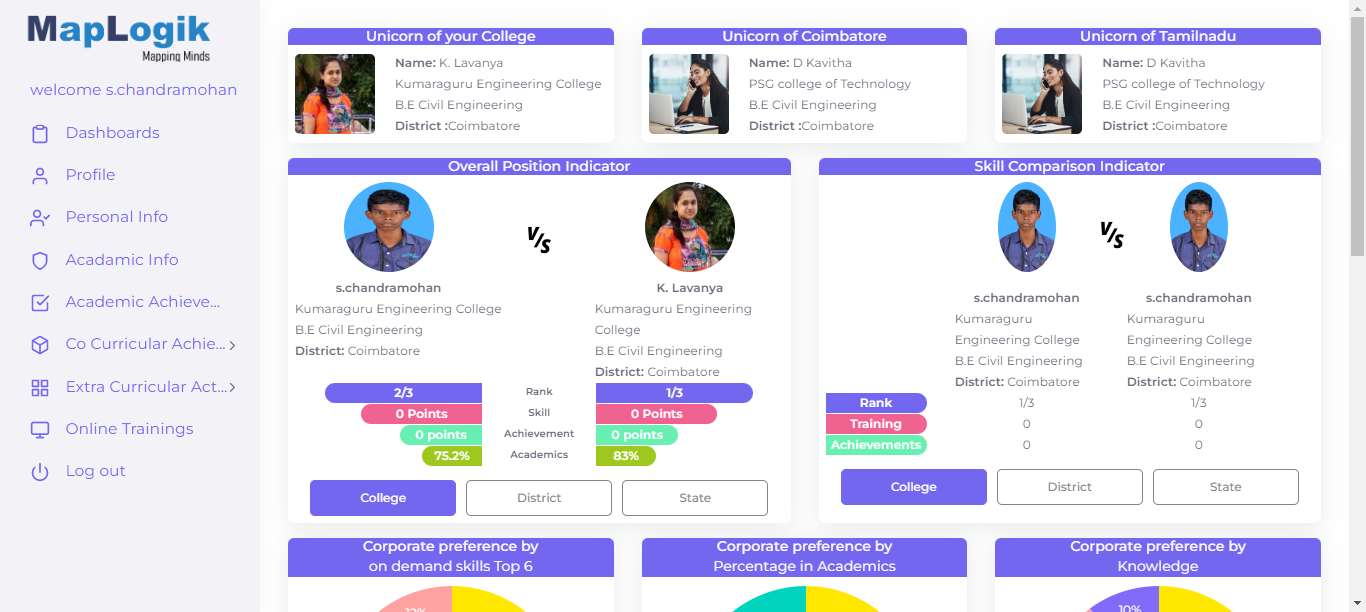 MapLogik
Mapping Minds
welcome s.chandramohan
Dashboards
Profile
Personal Info
Acadamic Info
Academic Achieve...
Co Curricular Achie...
Extra Curricular Act...
Online Trainings
Log out
Unicorn of your College
Name: K. Lavanya
Kumaraguru Engineering College
B.E Civil Engineering
District :Coimbatore
Unicorn of Coimbatore
Name: D Kavitha
PSG college of Technology
B.E Civil Engineering
District :Coimbatore
Unicorn of Tamilnadu
Name: D Kavitha
PSG college of Technology
B.E Civil Engineering
District :Coimbatore
Overall Position Indicator
V/S
s.chandramohan
Kumaraguru Engineering College
B.E Civil Engineering
District: Coimbatore
K. Lavanya
Kumaraguru Engineering
College
B.E Civil Engineering
District: Coimbatore
2/3 Rank 1/3
0 Points Skill 0 Points
0 points Achievement 0 points
75.2% Academics 83%
College District State
Skill Comparison Indicator
V/S
s.chandramohan
Kumaraguru
Engineering College
B.E Civil Engineering
District: Coimbatore
s.chandramohan
Kumaraguru
Engineering College
B.E Civil Engineering
District: Coimbatore
Rank 1/3 1/3
Training 0 0
Achievements 0 0
College District State
Corporate preference by
on demand skills Top 6
12%
Corporate preference by
Percentage in Academics
Corporate preference by
Knowledge
10%